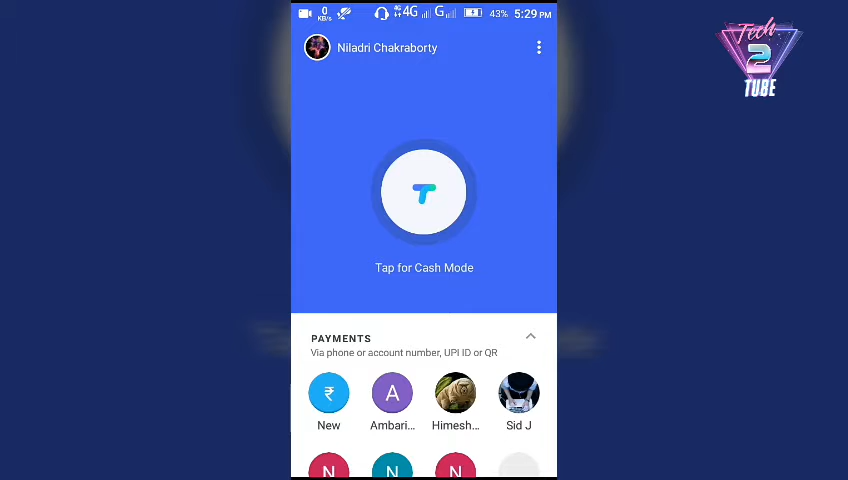 0
KB/s
4G
4G
G
43%
5:29 PM
Tech
2
TUBE
Niladri Chakraborty
Tap for Cash Mode
PAYMENTS
Via phone or account number, UPI ID or QR
₹
A
New
Ambari...
Himesh...
Sid J
N
N
N